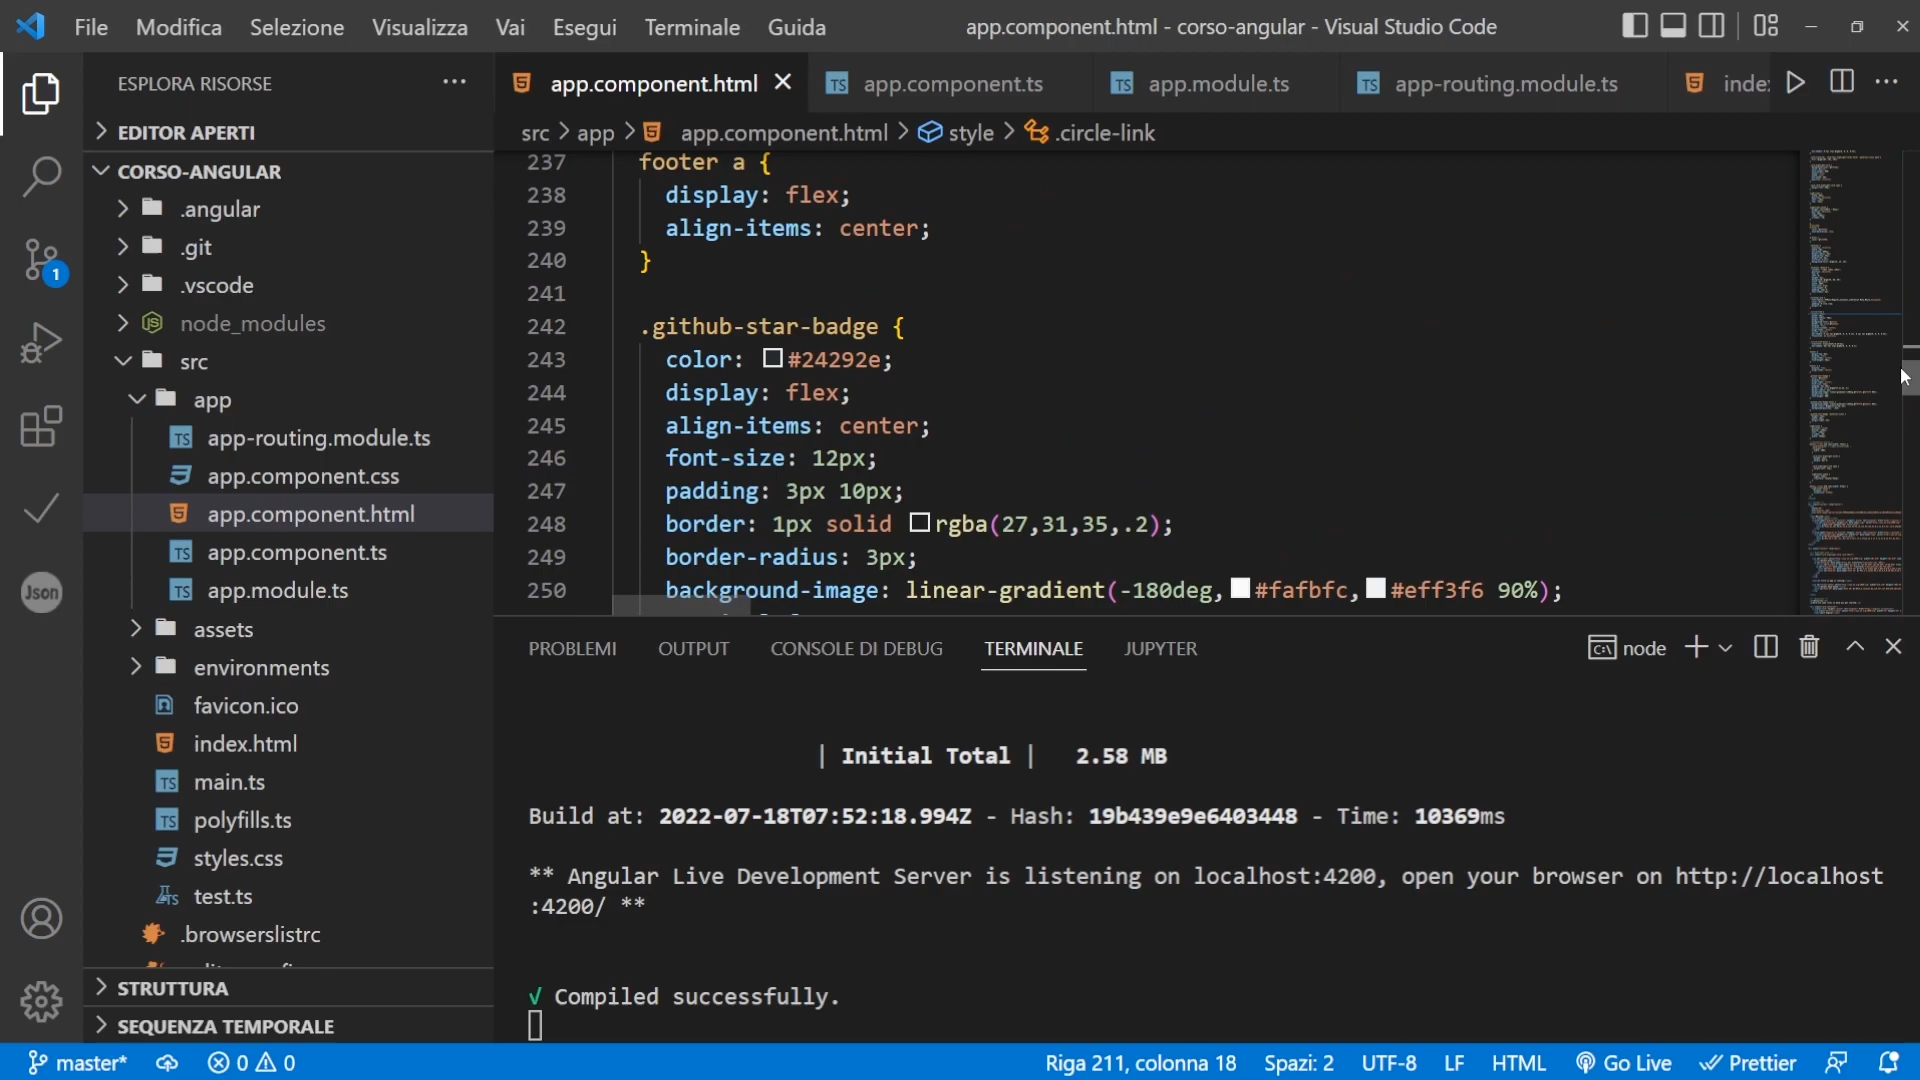 File Modifica Selezione Visualizza Vai Esegui Terminale Guida app.component.html - corso-angular - Visual Studio Code
ESPLORA RISORSE
app.component.html app.component.ts app.module.ts app-routing.module.ts index
EDITOR APERTI
src > app > app.component.html > style > .circle-link
CORSO-ANGULAR
.angular
.git
.vscode
node_modules
src
app
app-routing.module.ts
app.component.css
app.component.html
app.component.ts
app.module.ts
assets
environments
favicon.ico
index.html
main.ts
polyfills.ts
styles.css
test.ts
.browserslistrc
STRUTTURA
SEQUENZA TEMPORALE
1
Json
237 footer a {
238 display: flex;
239 align-items: center;
240 }
241
242 .github-star-badge {
243 color: #24292e;
244 display: flex;
245 align-items: center;
246 font-size: 12px;
247 padding: 3px 10px;
248 border: 1px solid rgba(27,31,35,.2);
249 border-radius: 3px;
250 background-image: linear-gradient(-180deg,#fafbfc,#eff3f6 90%);
PROBLEMI OUTPUT CONSOLE DI DEBUG TERMINALE JUPYTER node
| Initial Total | 2.58 MB
Build at: 2022-07-18T07:52:18.994Z - Hash: 19b439e9e6403448 - Time: 10369ms
** Angular Live Development Server is listening on localhost:4200, open your browser on http://localhost
:4200/ **
√ Compiled successfully.
master* 0 0 Riga 211, colonna 18 Spazi: 2 UTF-8 LF HTML Go Live Prettier